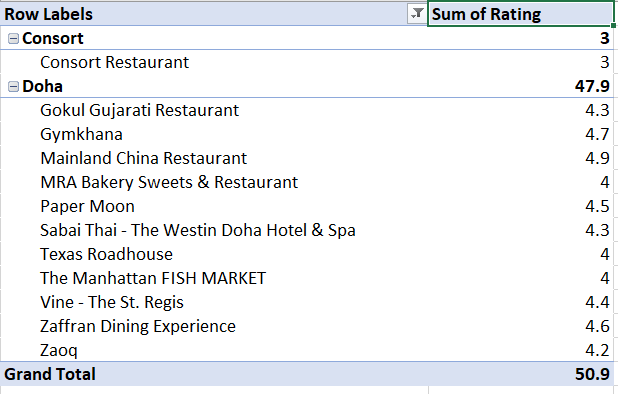 Row Labels Sum of Rating
Consort 3
Consort Restaurant 3
Doha 47.9
Gokul Gujarati Restaurant 4.3
Gymkhana 4.7
Mainland China Restaurant 4.9
MRA Bakery Sweets & Restaurant 4
Paper Moon 4.5
Sabai Thai - The Westin Doha Hotel & Spa 4.3
Texas Roadhouse 4
The Manhattan FISH MARKET 4
Vine - The St. Regis 4.4
Zaffran Dining Experience 4.6
Zaoq 4.2
Grand Total 50.9